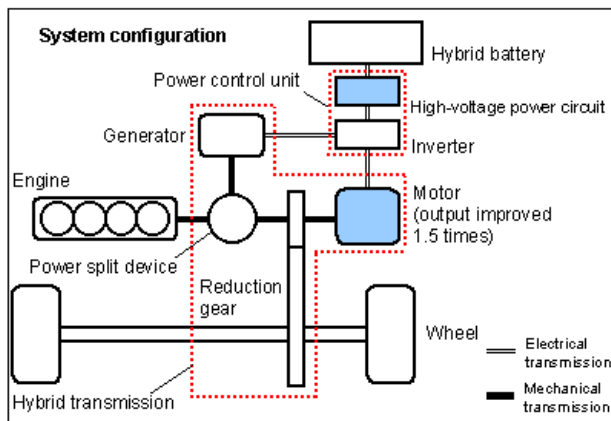 System configuration
Hybrid battery
Power control unit
High-voltage power circuit
Generator
Inverter
Engine
Motor
(output improved
1.5 times)
Power split device
Reduction
gear
Wheel
Electrical
transmission
Hybrid transmission
Mechanical
transmission